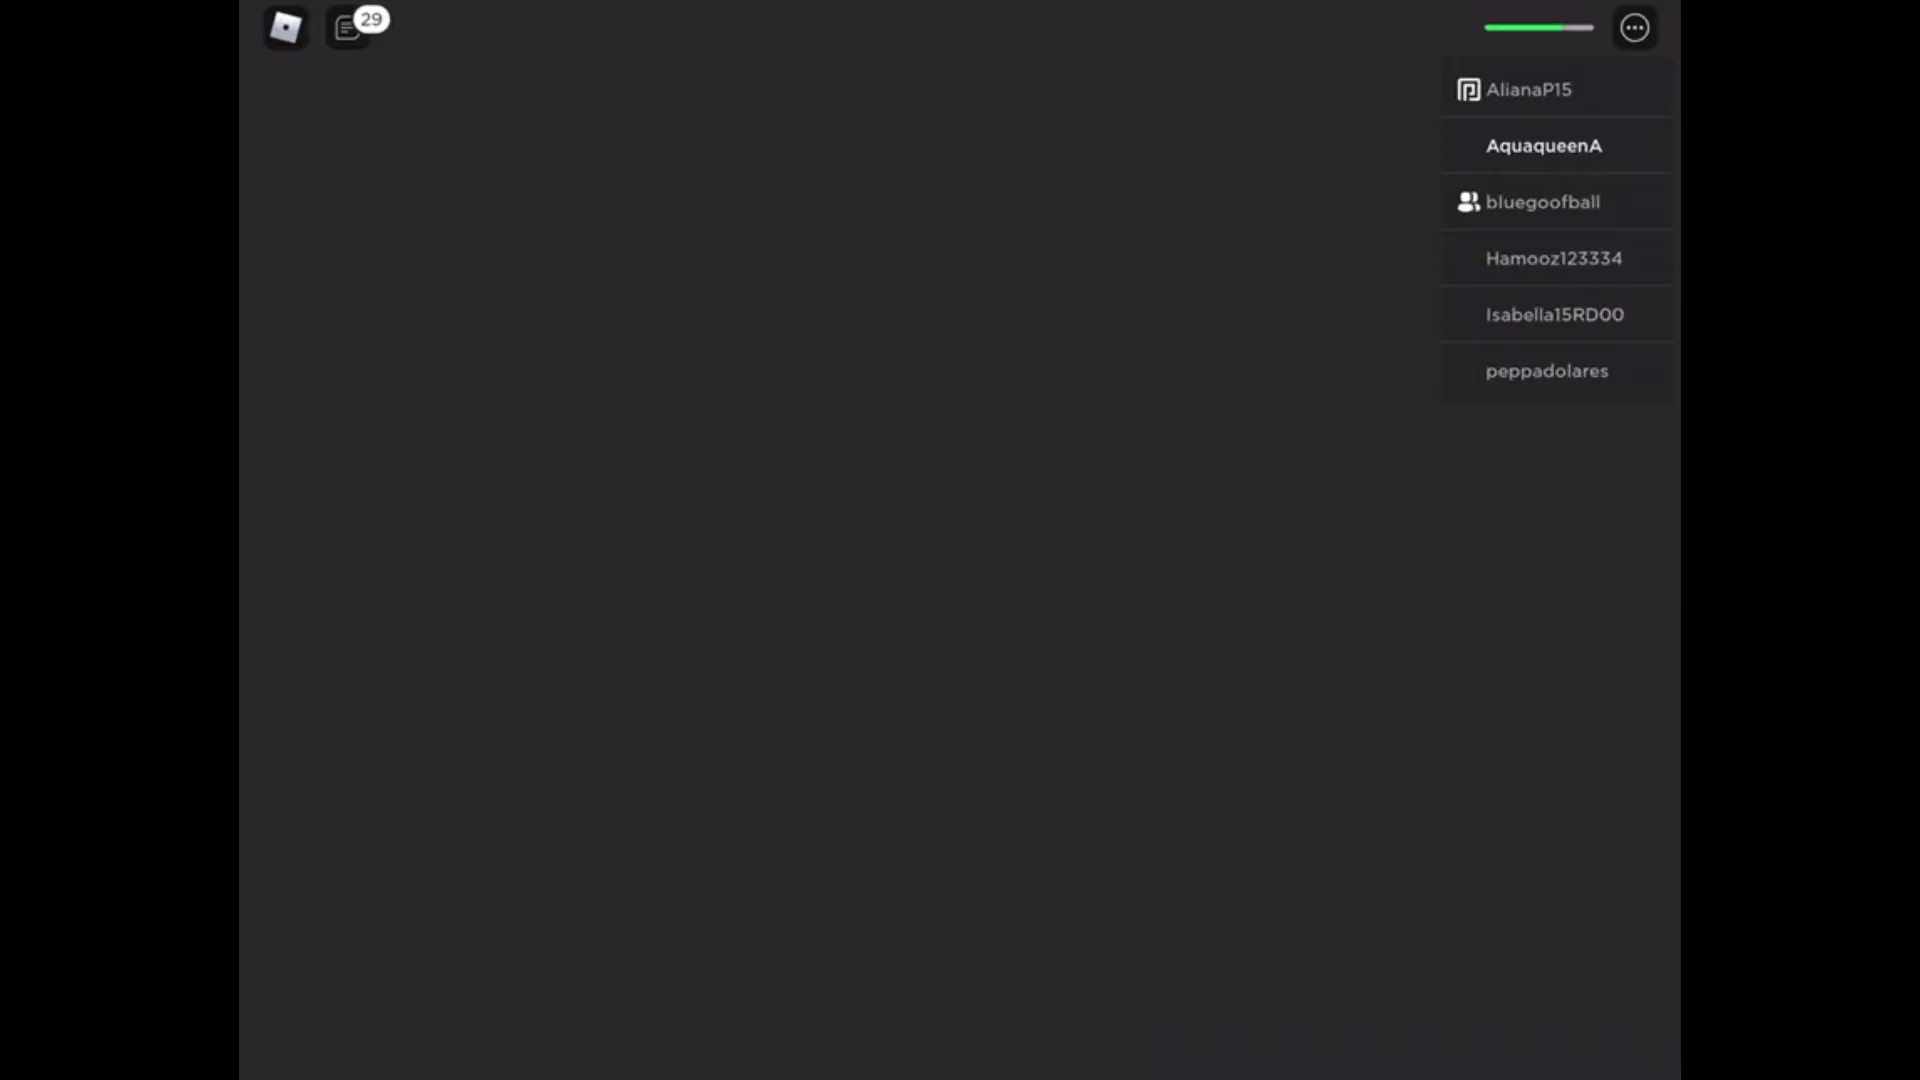 29
AlianaP15
AquaqueenA
bluegoofball
Hamooz123334
Isabella15RD00
peppadolares